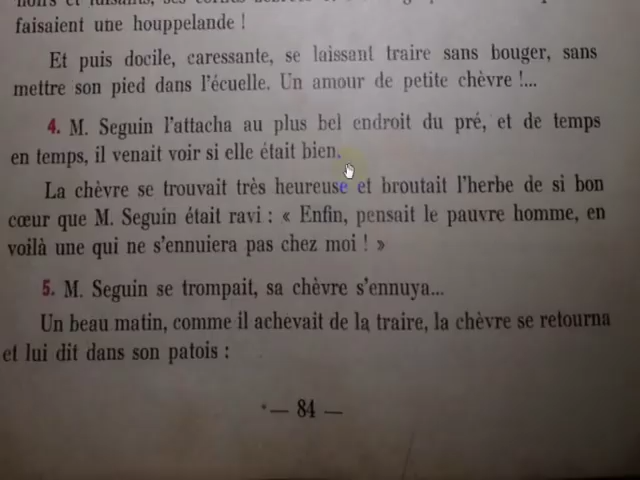 faisaient une houppelande !
Et puis docile, caressante, se laissant traire sans bouger, sans
mettre son pied dans l'écuelle. Un amour de petite chèvre !...
4. M. Seguin l'attacha au plus bel endroit du pré, et de temps
en temps, il venait voir si elle était bien.
La chèvre se trouvait très heureuse et broutait l'herbe de si bon
cœur que M. Seguin était ravi : « Enfin, pensait le pauvre homme, en
voilà une qui ne s'ennuiera pas chez moi ! »
5. M. Seguin se trompait, sa chèvre s'ennuya...
Un beau matin, comme il achevait de la traire, la chèvre se retourna
et lui dit dans son patois :
— 84 —